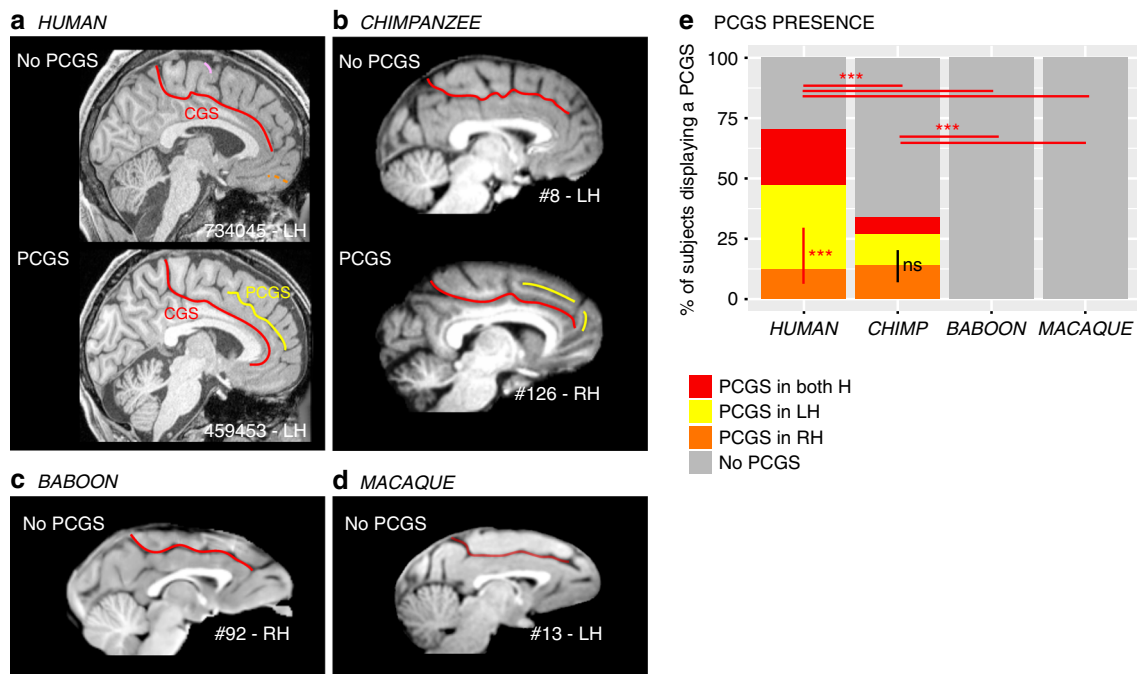 a HUMAN
No PCGS
CGS
734045 - LH
PCGS
PCGS
CGS
459453 - LH
b CHIMPANZEE
No PCGS
#8 - LH
PCGS
#126 - RH
c BABOON
No PCGS
#92 - RH
d MACAQUE
No PCGS
#13 - LH
e PCGS PRESENCE
% of subjects displaying a PCGS
100
75
50
25
0
***
***
***
ns
HUMAN CHIMP BABOON MACAQUE
PCGS in both H
PCGS in LH
PCGS in RH
No PCGS